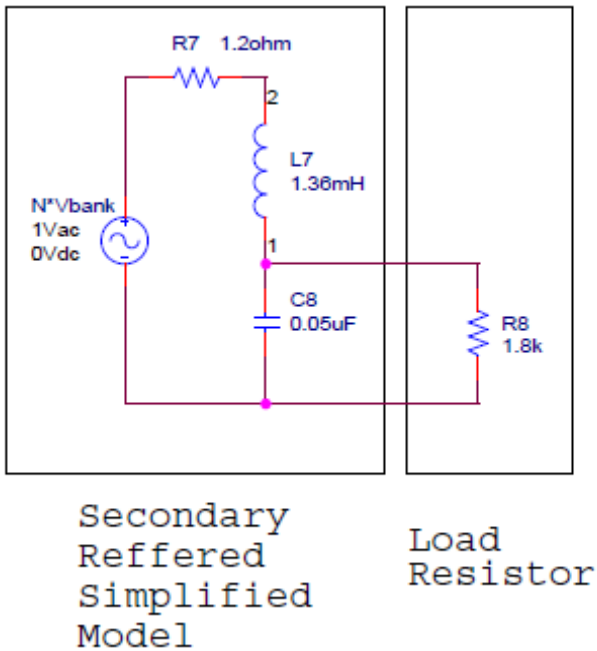 R7 1.2ohm
2
L7
1.36mH
N*Vbank
1Vac
0Vdc
1
C8
0.05uF
R8
1.8k
Secondary
Reffered
Simplified
Model
Load
Resistor